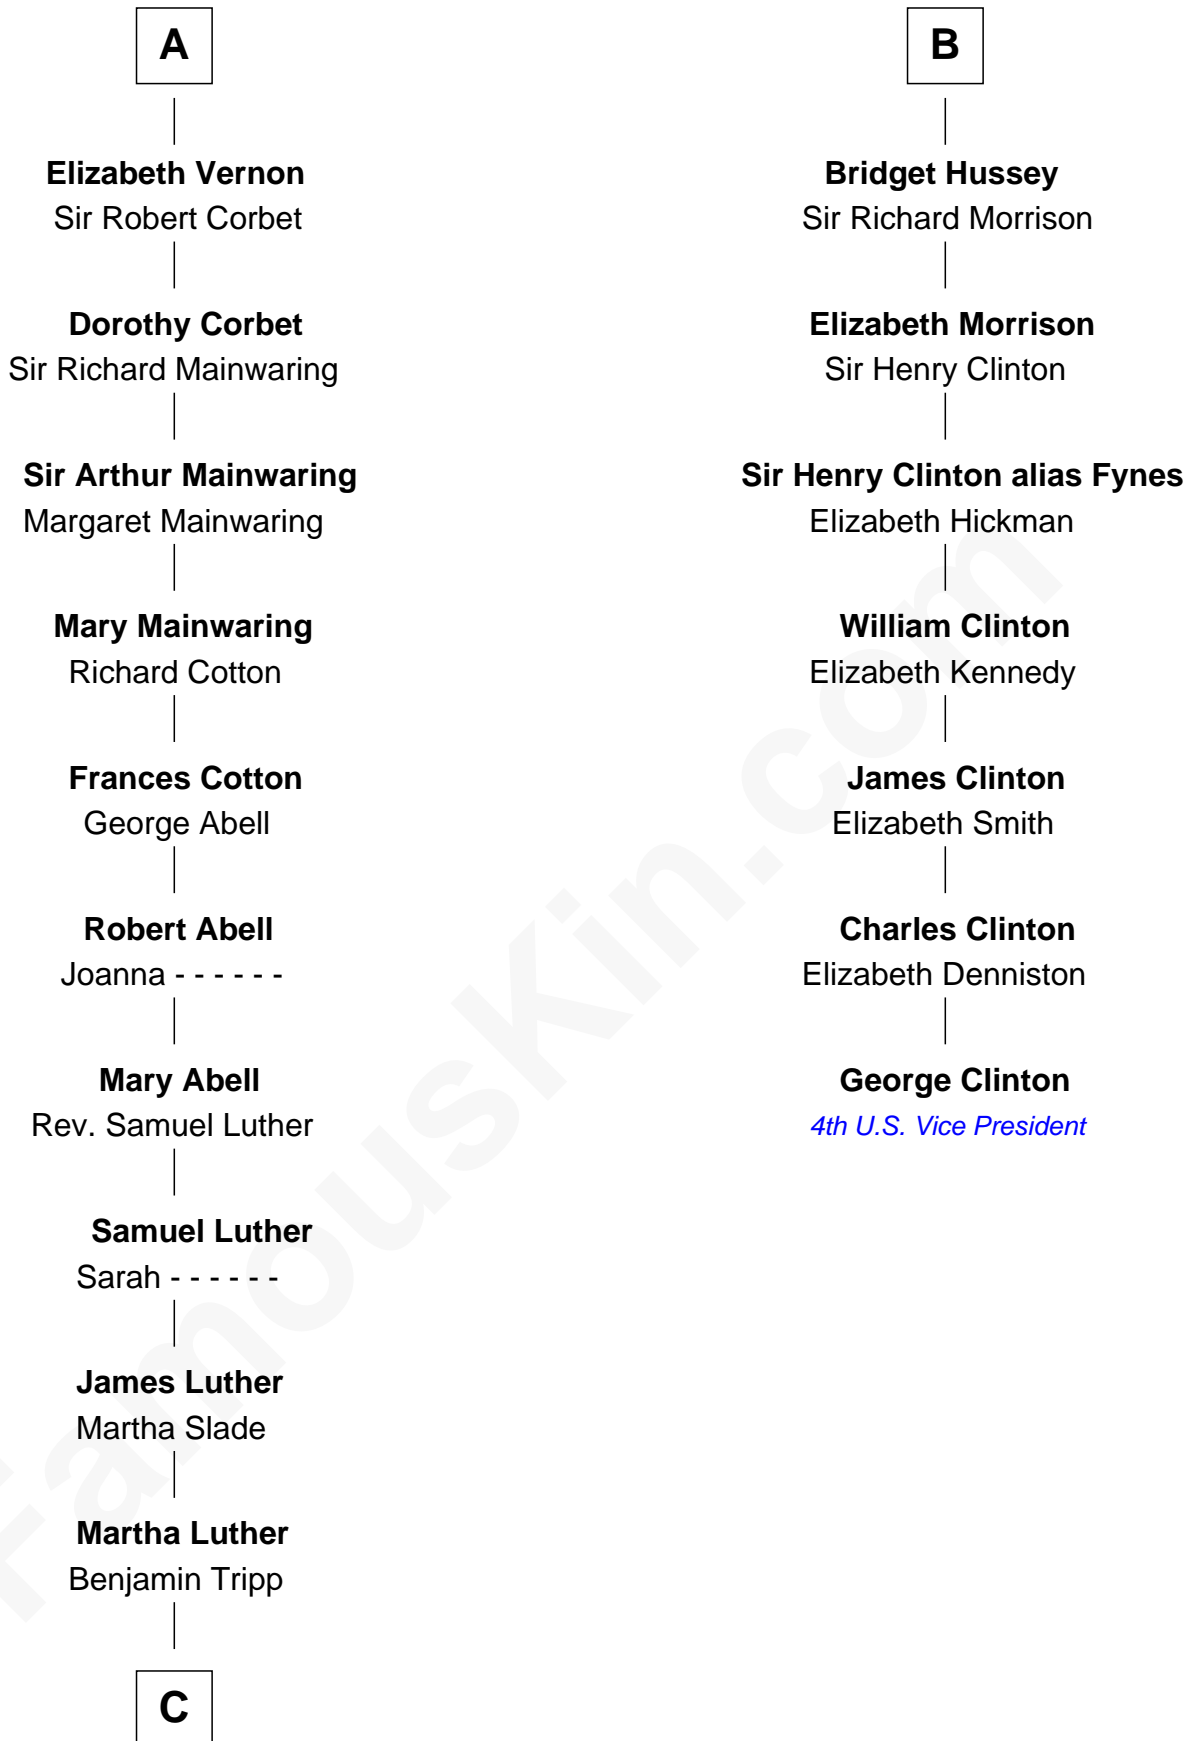 A
Elizabeth Vernon
Sir Robert Corbet
Dorothy Corbet
Sir Richard Mainwaring
Sir Arthur Mainwaring
Margaret Mainwaring
Mary Mainwaring
Richard Cotton
Frances Cotton
George Abell
Robert Abell
Joanna - - - - - -
Mary Abell
Rev. Samuel Luther
Samuel Luther
Sarah - - - - - -
James Luther
Martha Slade
Martha Luther
Benjamin Tripp
C
B
Bridget Hussey
Sir Richard Morrison
Elizabeth Morrison
Sir Henry Clinton
Sir Henry Clinton alias Fynes
Elizabeth Hickman
William Clinton
Elizabeth Kennedy
James Clinton
Elizabeth Smith
Charles Clinton
Elizabeth Denniston
George Clinton
4th U.S. Vice President
FamousKin.com